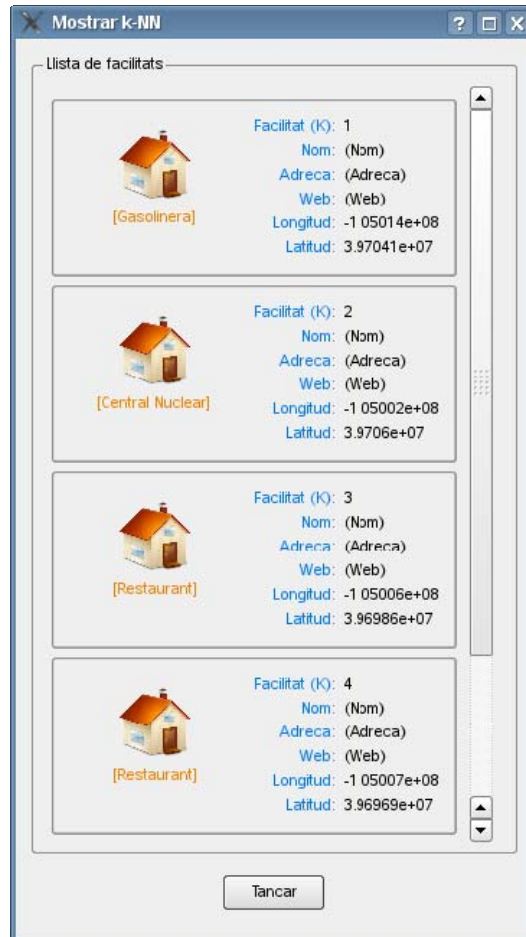 Mostrar k-NN
Llista de facilitats
[Gasolinera]
Facilitat (K): 1
Nom: (Nom)
Adreca: (Adreca)
Web: (Web)
Longitud: -1 05014e+08
Latitud: 3.97041e+07
[Central Nuclear]
Facilitat (K): 2
Nom: (Nom)
Adreca: (Adreca)
Web: (Web)
Longitud: -1 05002e+08
Latitud: 3.9706e+07
[Restaurant]
Facilitat (K): 3
Nom: (Nom)
Adreca: (Adreca)
Web: (Web)
Longitud: -1 05006e+08
Latitud: 3.96986e+07
[Restaurant]
Facilitat (K): 4
Nom: (Nom)
Adreca: (Adreca)
Web: (Web)
Longitud: -1 05007e+08
Latitud: 3.96969e+07
Tancar